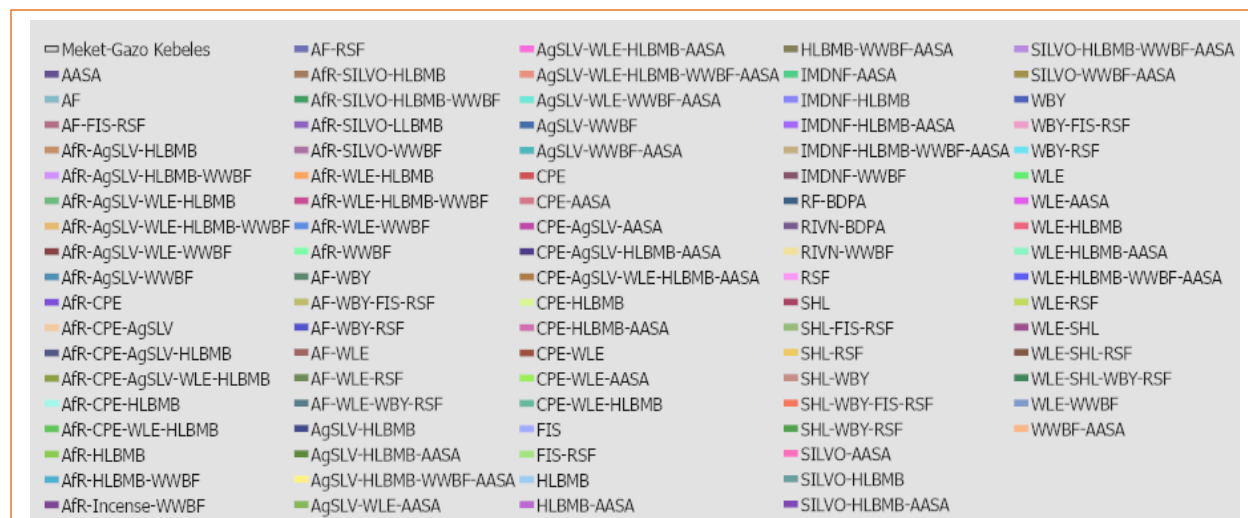 Meket-Gazo Kebeles
AASA
AF
AF-FIS-RSF
AfR-AgSLV-HLBMB
AfR-AgSLV-HLBMB-WWBF
AfR-AgSLV-WLE-HLBMB
AfR-AgSLV-WLE-HLBMB-WWBF
AfR-AgSLV-WLE-WWBF
AfR-AgSLV-WWBF
AfR-CPE
AfR-CPE-AgSLV
AfR-CPE-AgSLV-HLBMB
AfR-CPE-AgSLV-WLE-HLBMB
AfR-CPE-HLBMB
AfR-CPE-WLE-HLBMB
AfR-HLBMB
AfR-HLBMB-WWBF
AfR-Incense-WWBF
AF-RSF
AfR-SILVO-HLBMB
AfR-SILVO-HLBMB-WWBF
AfR-SILVO-LLBMB
AfR-SILVO-WWBF
AfR-WLE-HLBMB
AfR-WLE-HLBMB-WWBF
AfR-WLE-WWBF
AfR-WWBF
AF-WBY
AF-WBY-FIS-RSF
AF-WBY-RSF
AF-WLE
AF-WLE-RSF
AF-WLE-WBY-RSF
AgSLV-HLBMB
AgSLV-HLBMB-AASA
AgSLV-HLBMB-WWBF-AASA
AgSLV-WLE-AASA
AgSLV-WLE-HLBMB-AASA
AgSLV-WLE-HLBMB-WWBF-AASA
AgSLV-WLE-WWBF-AASA
AgSLV-WWBF
AgSLV-WWBF-AASA
CPE
CPE-AASA
CPE-AgSLV-AASA
CPE-AgSLV-HLBMB-AASA
CPE-AgSLV-WLE-HLBMB-AASA
CPE-HLBMB
CPE-HLBMB-AASA
CPE-WLE
CPE-WLE-AASA
CPE-WLE-HLBMB
FIS
FIS-RSF
HLBMB
HLBMB-AASA
HLBMB-WWBF-AASA
IMDNF-AASA
IMDNF-HLBMB
IMDNF-HLBMB-AASA
IMDNF-HLBMB-WWBF-AASA
IMDNF-WWBF
RF-BDPA
RIVN-BDPA
RIVN-WWBF
RSF
SHL
SHL-FIS-RSF
SHL-RSF
SHL-WBY
SHL-WBY-FIS-RSF
SHL-WBY-RSF
SILVO-AASA
SILVO-HLBMB
SILVO-HLBMB-AASA
SILVO-HLBMB-WWBF-AASA
SILVO-WWBF-AASA
WBY
WBY-FIS-RSF
WBY-RSF
WLE
WLE-AASA
WLE-HLBMB
WLE-HLBMB-AASA
WLE-HLBMB-WWBF-AASA
WLE-RSF
WLE-SHL
WLE-SHL-RSF
WLE-SHL-WBY-RSF
WLE-WWBF
WWBF-AASA